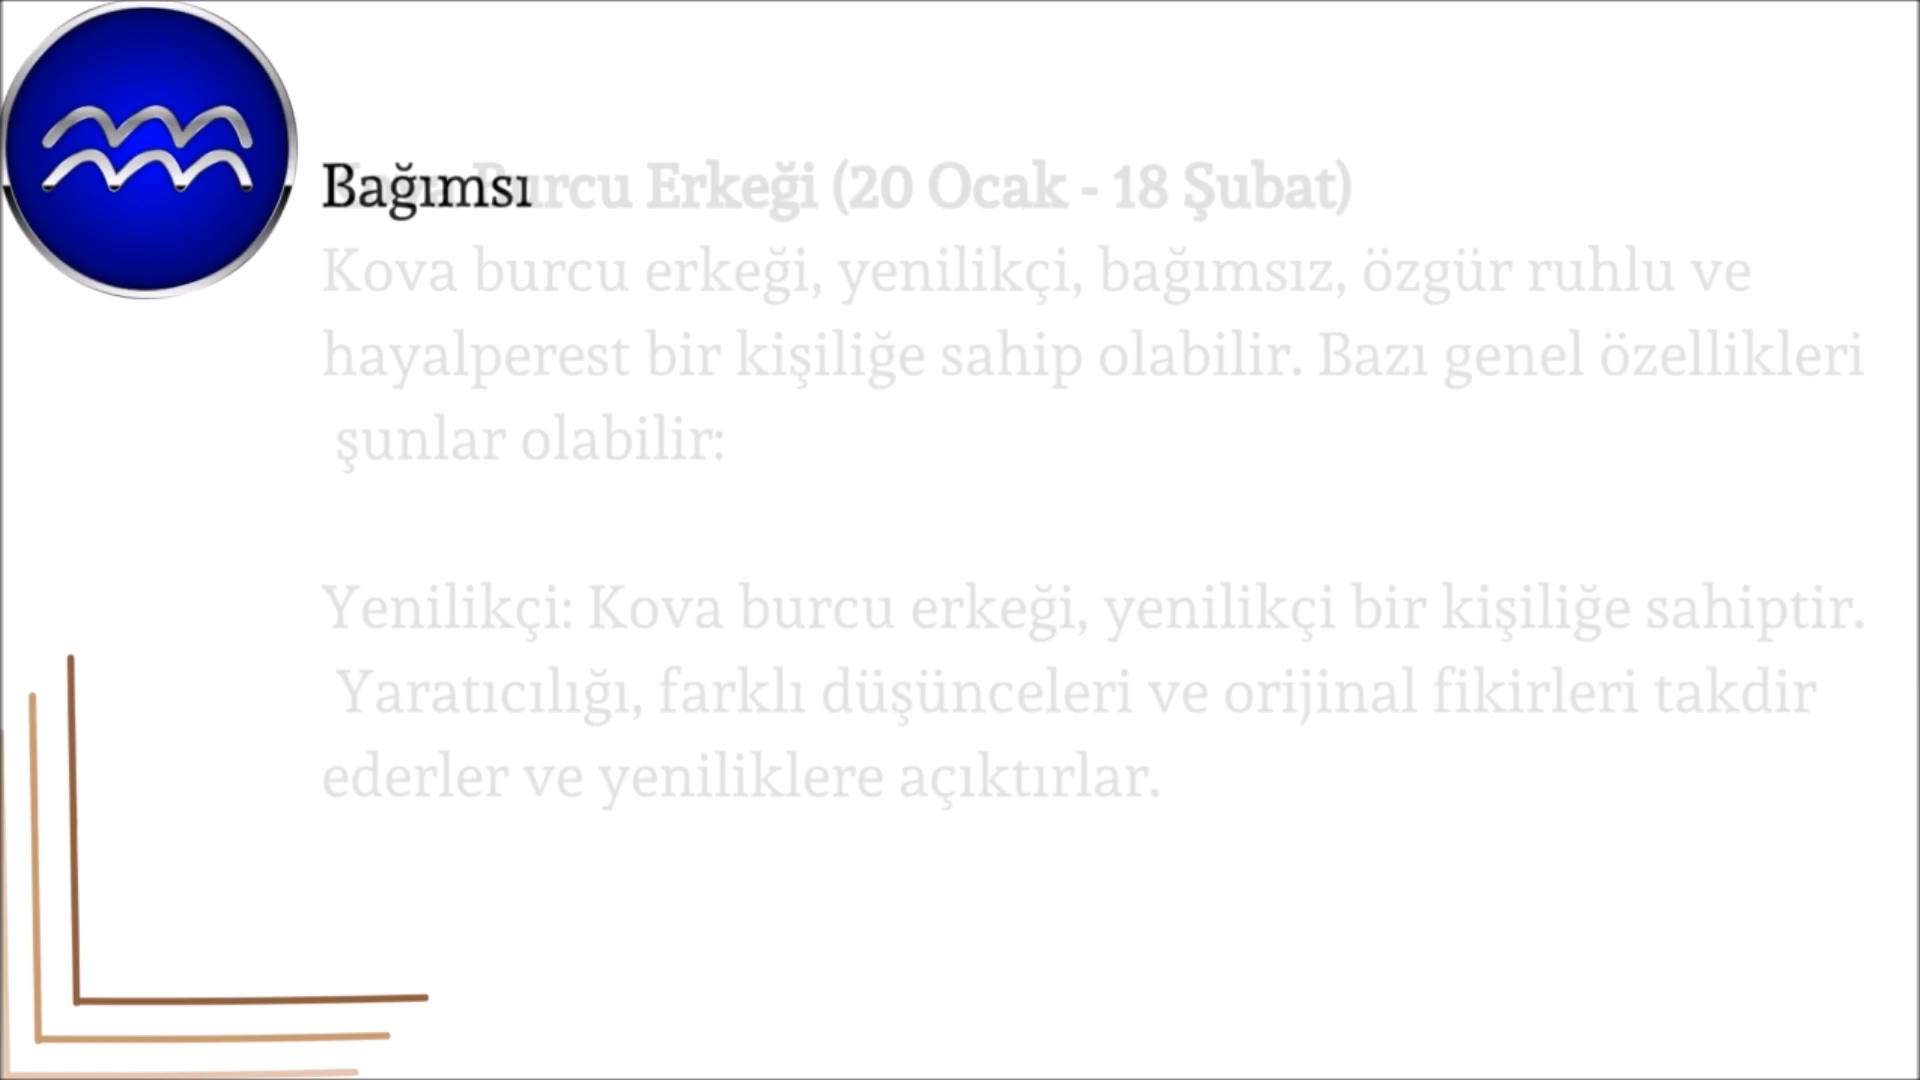 Bağımsı
Burcu Erkeği (20 Ocak - 18 Şubat)
Kova burcu erkeği, yenilikçi, bağımsız, özgür ruhlu ve
hayalperest bir kişiliğe sahip olabilir. Bazı genel özellikleri
şunlar olabilir:
Yenilikçi: Kova burcu erkeği, yenilikçi bir kişiliğe sahiptir.
Yaratıcılığı, farklı düşünceleri ve orijinal fikirleri takdir
ederler ve yeniliklere açıktırlar.